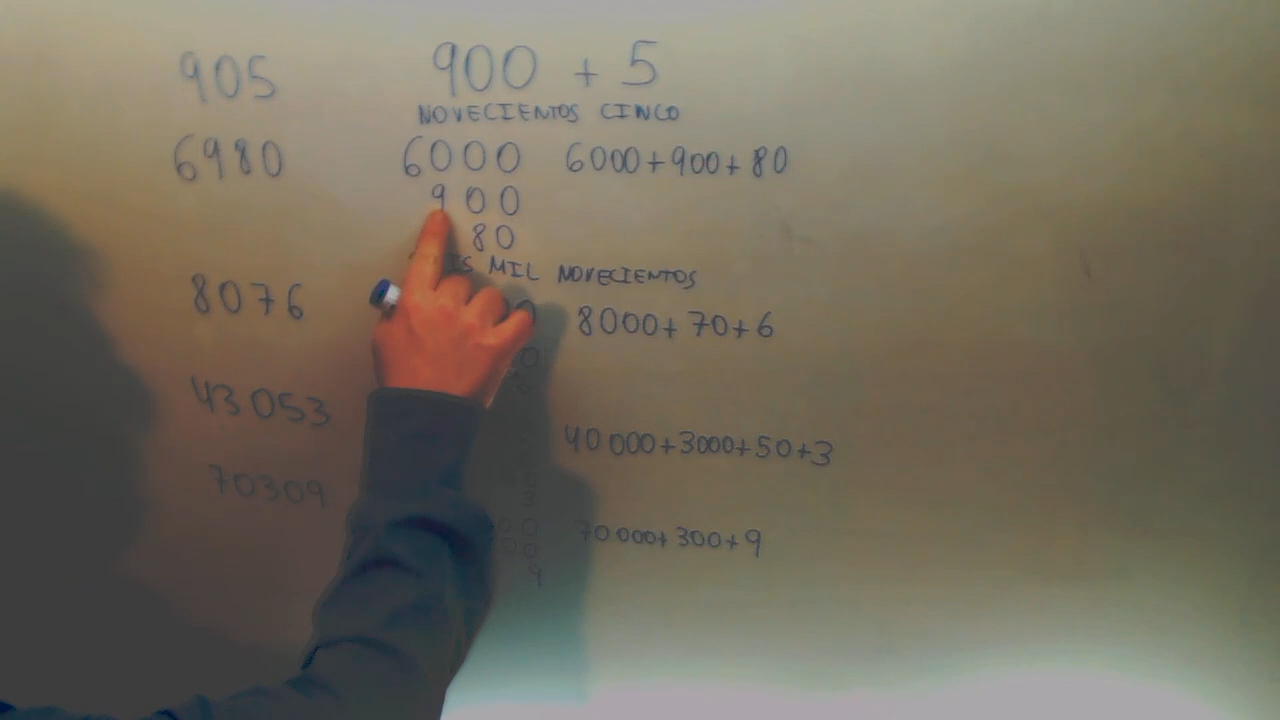 905 900 + 5
NOVECIENTOS CINCO
6980 6000 6000+900+80
900
80
MIL NOVECIENTOS
8076 8000+70+6
43053 40000+3000+50+3
70309 70000+300+9